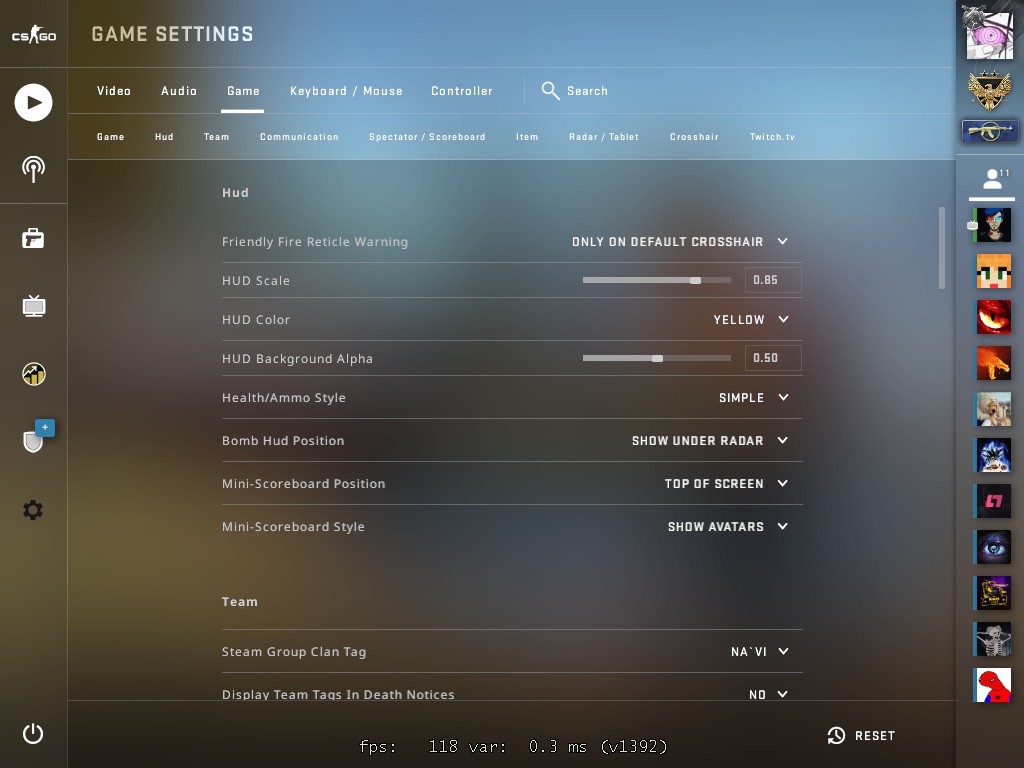 CS GO
GAME SETTINGS
Video Audio Game Keyboard / Mouse Controller Search
Game Hud Team Communication Spectator / Scoreboard Item Radar / Tablet Crosshair Twitch.tv
11
Hud
Friendly Fire Reticle Warning ONLY ON DEFAULT CROSSHAIR
HUD Scale 0.85
HUD Color YELLOW
HUD Background Alpha 0.50
Health/Ammo Style SIMPLE
Bomb Hud Position SHOW UNDER RADAR
+
Mini-Scoreboard Position TOP OF SCREEN
Mini-Scoreboard Style SHOW AVATARS
Team
Steam Group Clan Tag NA`VI
Display Team Tags In Death Notices NO
RESET
fps: 118 var: 0.3 ms (v1392)